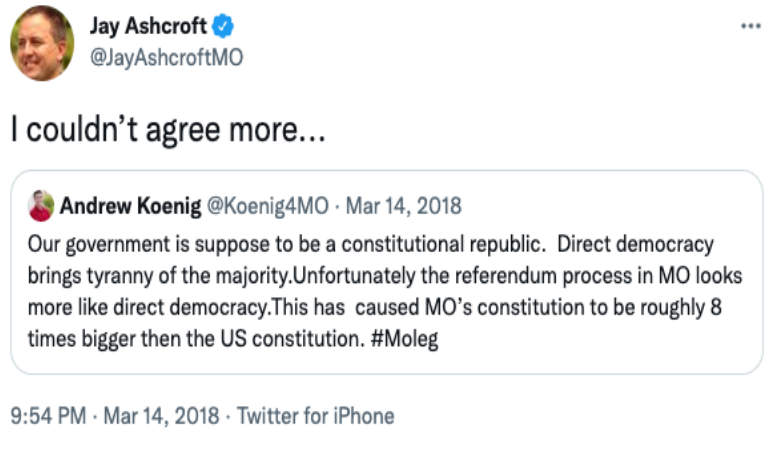 Jay Ashcroft
@JayAshcroftMO
I couldn’t agree more...
Andrew Koenig @Koenig4MO · Mar 14, 2018
Our government is suppose to be a constitutional republic.  Direct democracy
brings tyranny of the majority.Unfortunately the referendum process in MO looks
more like direct democracy.This has  caused MO’s constitution to be roughly 8
times bigger then the US constitution. #Moleg
9:54 PM · Mar 14, 2018 · Twitter for iPhone